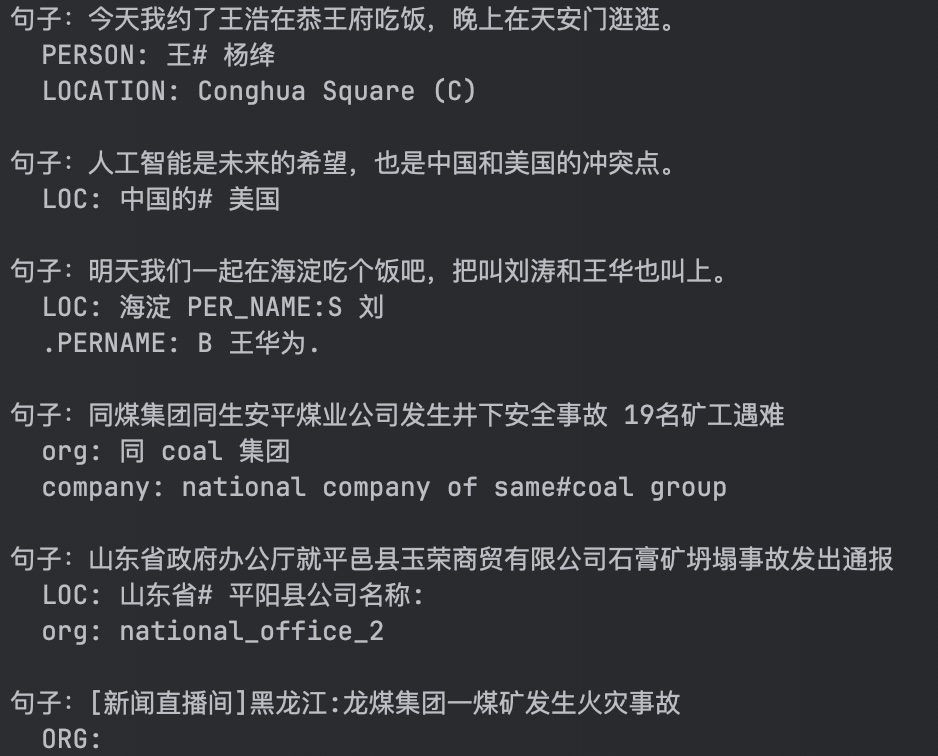 句子: 今天我约了王浩在恭王府吃饭，晚上在天安门逛逛。
PERSON: 王# 杨绛
LOCATION: Conghua Square (C)
句子: 人工智能是未来的希望，也是中国和美国的冲突点。
LOC: 中国的# 美国
句子: 明天我们一起在海淀吃个饭吧，把叫刘涛和王华也叫上。
LOC: 海淀 PER_NAME:S 刘
.PERNAME: B 王华为.
句子: 同煤集团同生安平煤业公司发生井下安全事故 19名矿工遇难
org: 同 coal 集团
company: national company of same#coal group
句子: 山东省政府办公厅就平邑县玉荣商贸有限公司石膏矿坍塌事故发出通报
LOC: 山东省# 平阳县公司名称:
org: national_office_2
句子: [新闻直播间]黑龙江:龙煤集团一煤矿发生火灾事故
ORG: